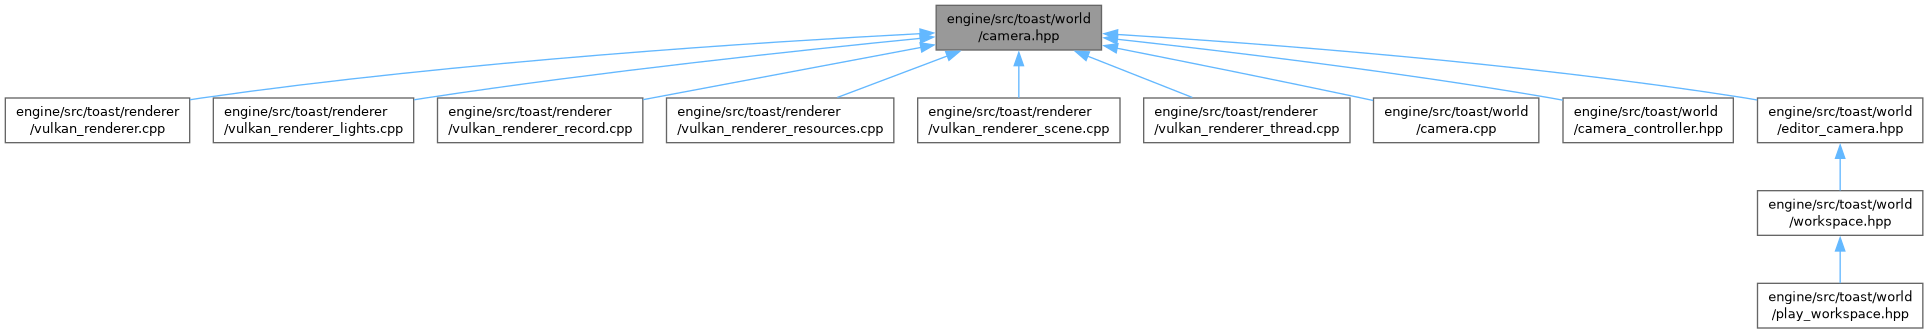 engine/src/toast/world
/camera.hpp
engine/src/toast/renderer
/vulkan_renderer.cpp
engine/src/toast/renderer
/vulkan_renderer_lights.cpp
engine/src/toast/renderer
/vulkan_renderer_record.cpp
engine/src/toast/renderer
/vulkan_renderer_resources.cpp
engine/src/toast/renderer
/vulkan_renderer_scene.cpp
engine/src/toast/renderer
/vulkan_renderer_thread.cpp
engine/src/toast/world
/camera.cpp
engine/src/toast/world
/camera_controller.hpp
engine/src/toast/world
/editor_camera.hpp
engine/src/toast/world
/workspace.hpp
engine/src/toast/world
/play_workspace.hpp